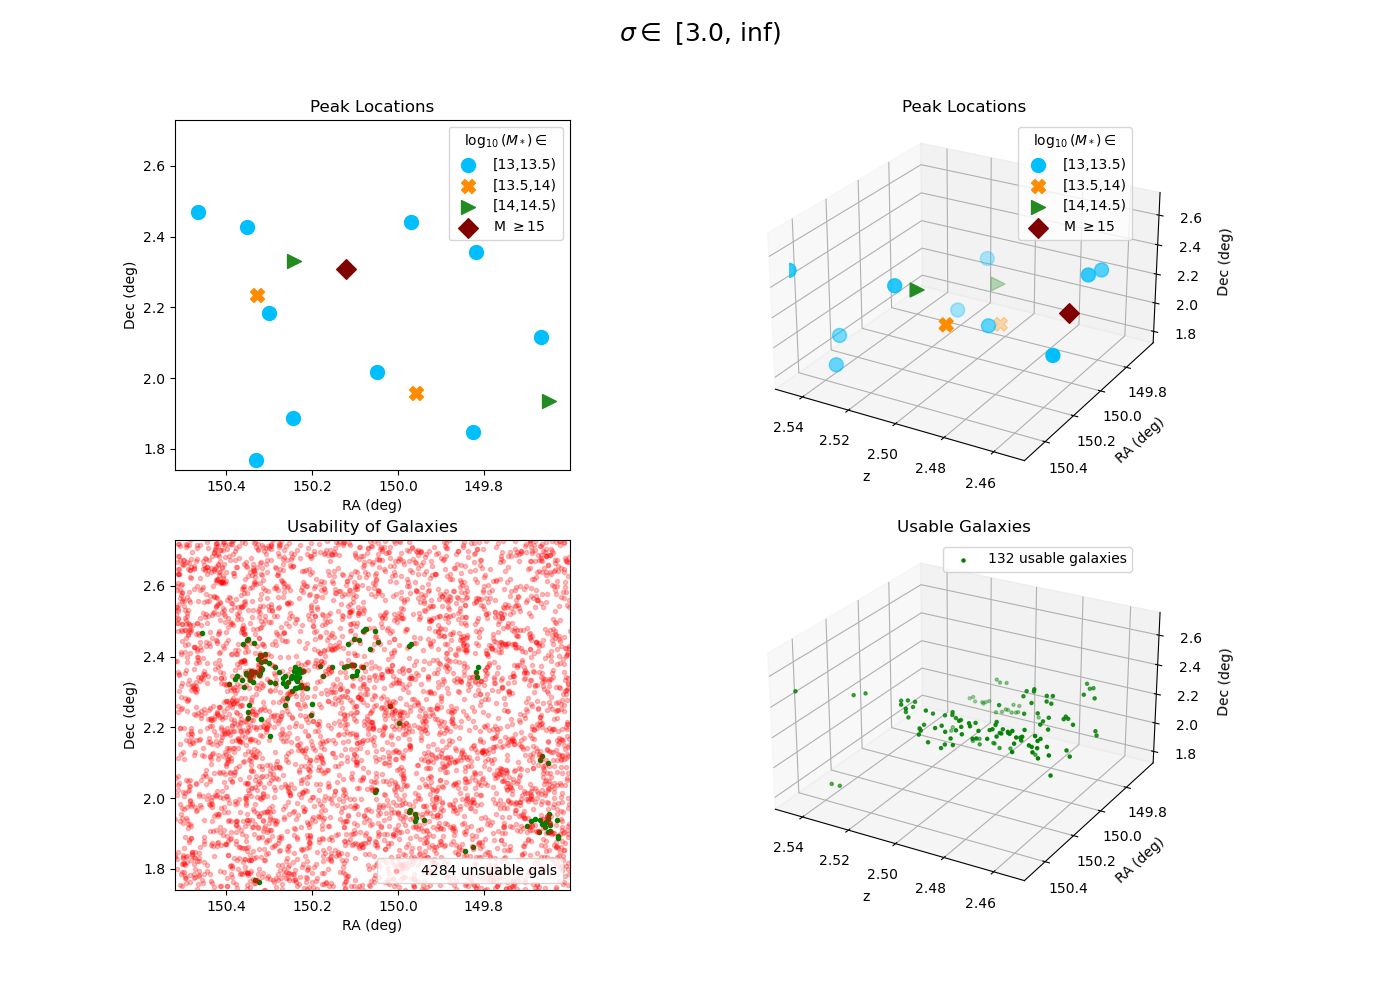 σ ∈ [3.0, inf)
Peak Locations
log₁₀(M*) ∈
[13,13.5)
[13.5,14)
[14,14.5)
M ≥15
2.6
2.4
2.2
2.0
1.8
Dec (deg)
150.4 150.2 150.0 149.8
RA (deg)
Peak Locations
log₁₀(M*) ∈
[13,13.5)
[13.5,14)
[14,14.5)
M ≥15
2.6
2.4
2.2
2.0
1.8
Dec (deg)
149.8
150.0
150.2
150.4
RA (deg)
2.54
2.52
2.50
2.48
2.46
z
Usability of Galaxies
2.6
2.4
2.2
2.0
1.8
Dec (deg)
4284 unsuable gals
150.4 150.2 150.0 149.8
RA (deg)
Usable Galaxies
132 usable galaxies
2.6
2.4
2.2
2.0
1.8
Dec (deg)
149.8
150.0
150.2
150.4
RA (deg)
2.54
2.52
2.50
2.48
2.46
z